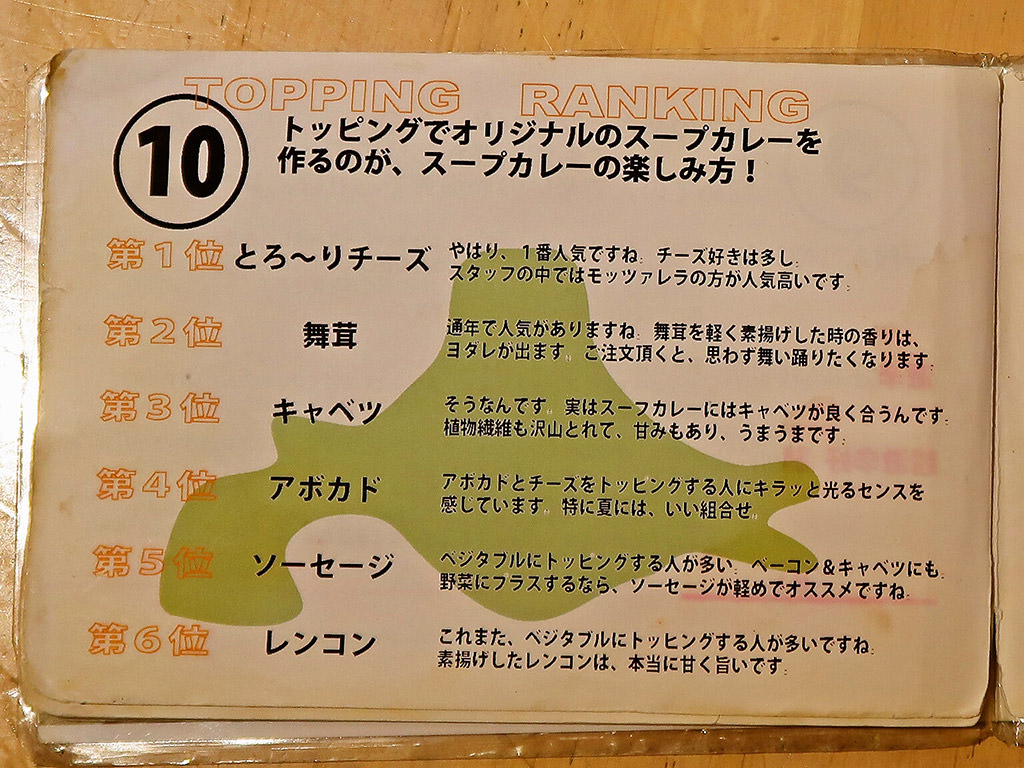 TOPPING RANKING
10
トッピングでオリジナルのスープカレーを
作るのが、スープカレーの楽しみ方！
第1位 とろ〜りチーズ
やはり、1番人気ですね。チーズ好きは多し。
スタッフの中ではモッツァレラの方が人気高いです。
第2位 舞茸
通年で人気がありますね。舞茸を軽く素揚げした時の香りは、
ヨダレが出ます。ご注文頂くと、思わず舞い踊りたくなります。
第3位 キャベツ
そうなんです。実はスープカレーにはキャベツが良く合うんです。
植物繊維も沢山とれて、甘みもあり、うまうまです。
第4位 アボカド
アボカドとチーズをトッピングする人にキラッと光るセンスを
感じています。特に夏には、いい組合せ。
第5位 ソーセージ
ベジタブルにトッピングする人が多い。ベーコン＆キャベツにも。
野菜にプラスするなら、ソーセージが軽めでオススメですね。
第6位 レンコン
これまた、ベジタブルにトッピングする人が多いですね。
素揚げしたレンコンは、本当に甘く旨いです。